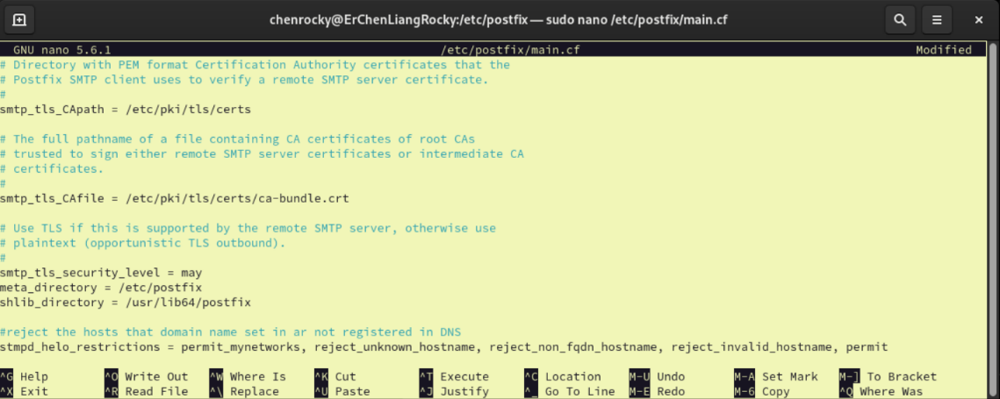 chenrocky@ErChenLiangRocky:/etc/postfix — sudo nano /etc/postfix/main.cf
GNU nano 5.6.1 /etc/postfix/main.cf Modified
# Directory with PEM format Certification Authority certificates that the
# Postfix SMTP client uses to verify a remote SMTP server certificate.
#
smtp_tls_CApath = /etc/pki/tls/certs
# The full pathname of a file containing CA certificates of root CAs
# trusted to sign either remote SMTP server certificates or intermediate CA
# certificates.
#
smtp_tls_CAfile = /etc/pki/tls/certs/ca-bundle.crt
# Use TLS if this is supported by the remote SMTP server, otherwise use
# plaintext (opportunistic TLS outbound).
#
smtp_tls_security_level = may
meta_directory = /etc/postfix
shlib_directory = /usr/lib64/postfix
#reject the hosts that domain name set in ar not registered in DNS
stmpd_helo_restrictions = permit_mynetworks, reject_unknown_hostname, reject_non_fqdn_hostname, reject_invalid_hostname, permit
^G Help ^O Write Out ^W Where Is ^K Cut ^T Execute ^C Location M-U Undo M-A Set Mark M-] To Bracket
^X Exit ^R Read File ^\ Replace ^U Paste ^J Justify ^_ Go To Line M-E Redo M-6 Copy ^Q Where Was